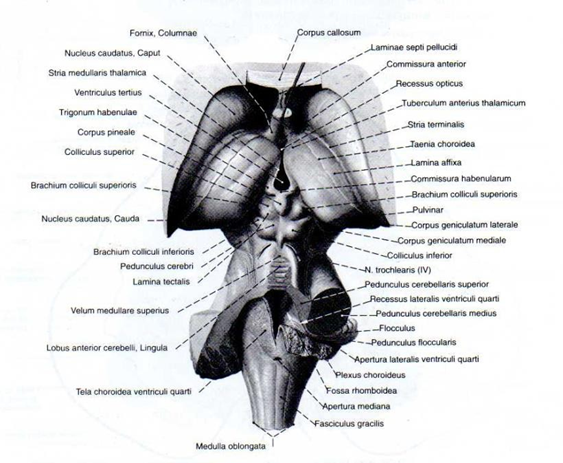 Fornix, Columnae
Nucleus caudatus, Caput
Stria medullaris thalamica
Ventriculus tertius
Trigonum habenulae
Corpus pineale
Colliculus superior
Brachium colliculi superioris
Nucleus caudatus, Cauda
Brachium colliculi inferioris
Pedunculus cerebri
Lamina tectalis
Velum medullare superius
Lobus anterior cerebelli, Lingula
Tela choroidea ventriculi quarti
Medulla oblongata
Corpus callosum
Laminae septi pellucidi
Commissura anterior
Recessus opticus
Tuberculum anterius thalamicum
Stria terminalis
Taenia choroidea
Lamina affixa
Commissura habenularum
Brachium colliculi superioris
Pulvinar
Corpus geniculatum laterale
Corpus geniculatum mediale
Colliculus inferior
N. trochlearis (IV)
Pedunculus cerebellaris superior
Recessus lateralis ventriculi quarti
Pedunculus cerebellaris medius
Flocculus
Pedunculus floccularis
Apertura lateralis ventriculi quarti
Plexus choroideus
Fossa rhomboidea
Apertura mediana
Fasciculus gracilis